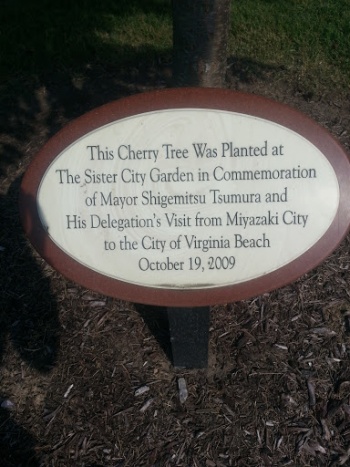 This Cherry Tree Was Planted at
The Sister City Garden in Commemoration
of Mayor Shigemitsu Tsumura and
His Delegation's Visit from Miyazaki City
to the City of Virginia Beach
October 19, 2009